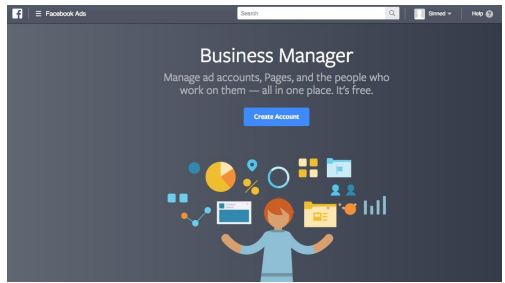 f Facebook Ads Search Sinned Help
Business Manager
Manage ad accounts, Pages, and the people who
work on them — all in one place. It's free.
Create Account